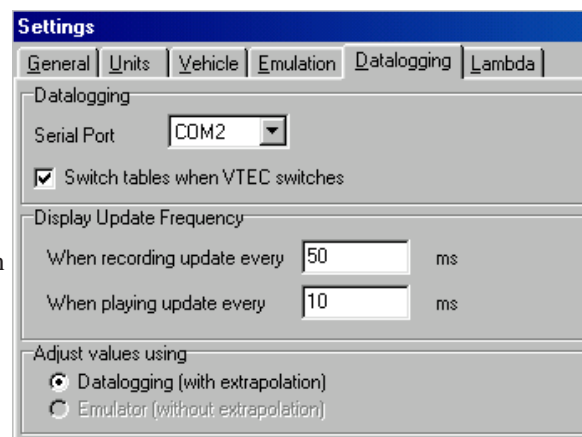 Settings
General Units Vehicle Emulation Datalogging Lambda
Datalogging
Serial Port COM2
Switch tables when VTEC switches
Display Update Frequency
When recording update every 50 ms
When playing update every 10 ms
Adjust values using
Datalogging (with extrapolation)
Emulator (without extrapolation)